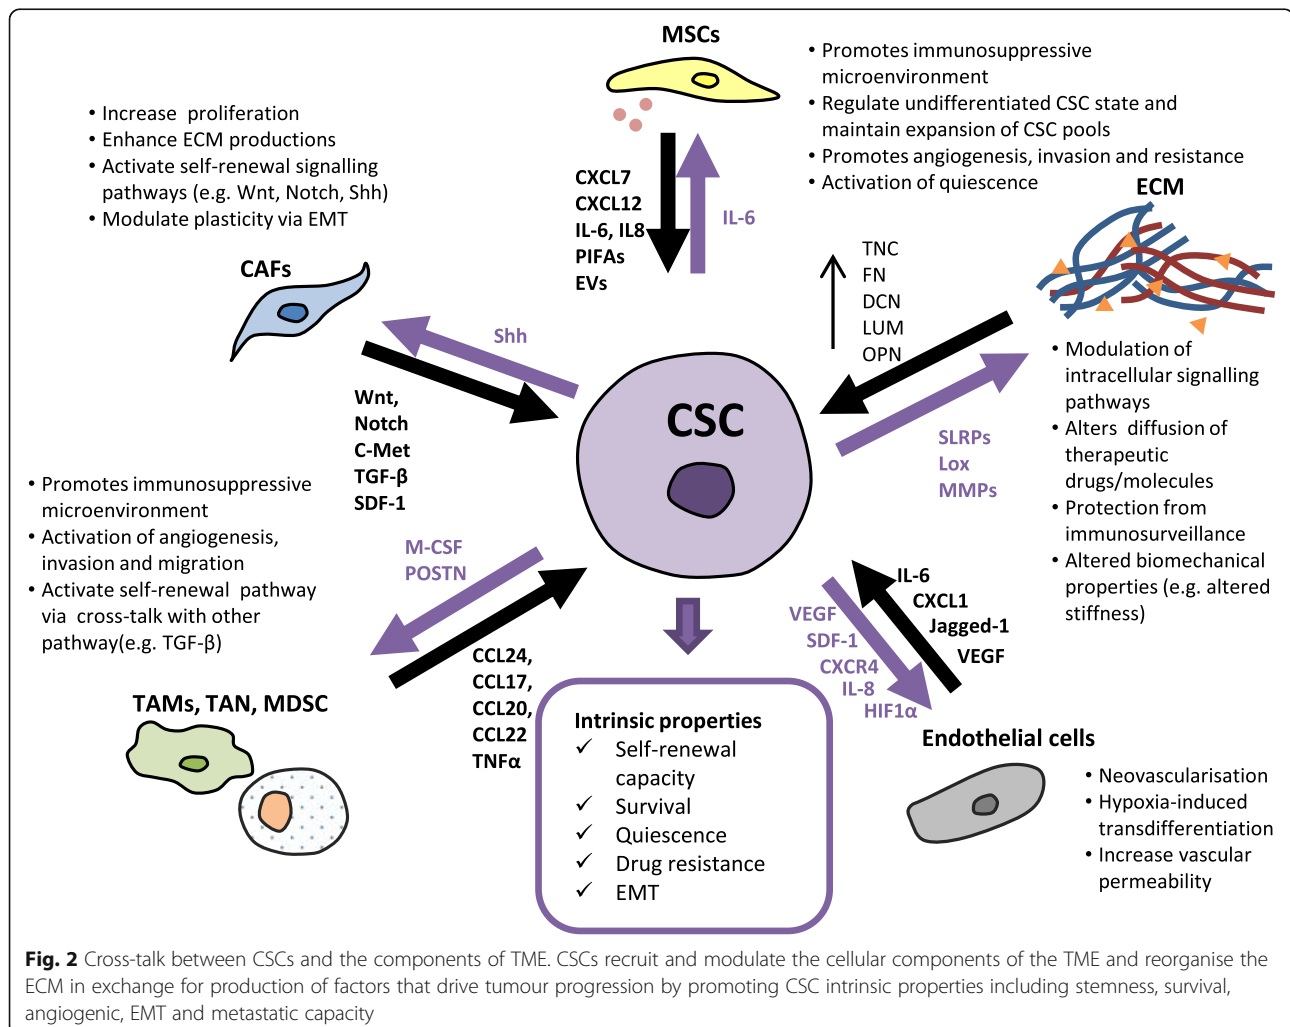 MSCs
• Promotes immunosuppressive
microenvironment
• Regulate undifferentiated CSC state and
maintain expansion of CSC pools
• Promotes angiogenesis, invasion and resistance
• Activation of quiescence
• Increase proliferation
• Enhance ECM productions
• Activate self-renewal signalling
pathways (e.g. Wnt, Notch, Shh)
• Modulate plasticity via EMT
CXCL7
CXCL12
IL-6, IL8
PIFAs
EVs
IL-6
ECM
TNC
FN
DCN
LUM
OPN
CAFs
Shh
Wnt,
Notch
C-Met
TGF-β
SDF-1
CSC
SLRPs
Lox
MMPs
• Modulation of
intracellular signalling
pathways
• Alters diffusion of
therapeutic
drugs/molecules
• Protection from
immunosurveillance
• Altered biomechanical
properties (e.g. altered
stiffness)
• Promotes immunosuppressive
microenvironment
• Activation of angiogenesis,
invasion and migration
• Activate self-renewal pathway
via cross-talk with other
pathway(e.g. TGF-β)
M-CSF
POSTN
CCL24,
CCL17,
CCL20,
CCL22
TNFα
TAMs, TAN, MDSC
VEGF
SDF-1
CXCR4
IL-8
HIF1α
IL-6
CXCL1
Jagged-1
VEGF
Endothelial cells
• Neovascularisation
• Hypoxia-induced
transdifferentiation
• Increase vascular
permeability
Intrinsic properties
✓ Self-renewal
capacity
✓ Survival
✓ Quiescence
✓ Drug resistance
✓ EMT
Fig. 2 Cross-talk between CSCs and the components of TME. CSCs recruit and modulate the cellular components of the TME and reorganise the
ECM in exchange for production of factors that drive tumour progression by promoting CSC intrinsic properties including stemness, survival,
angiogenic, EMT and metastatic capacity